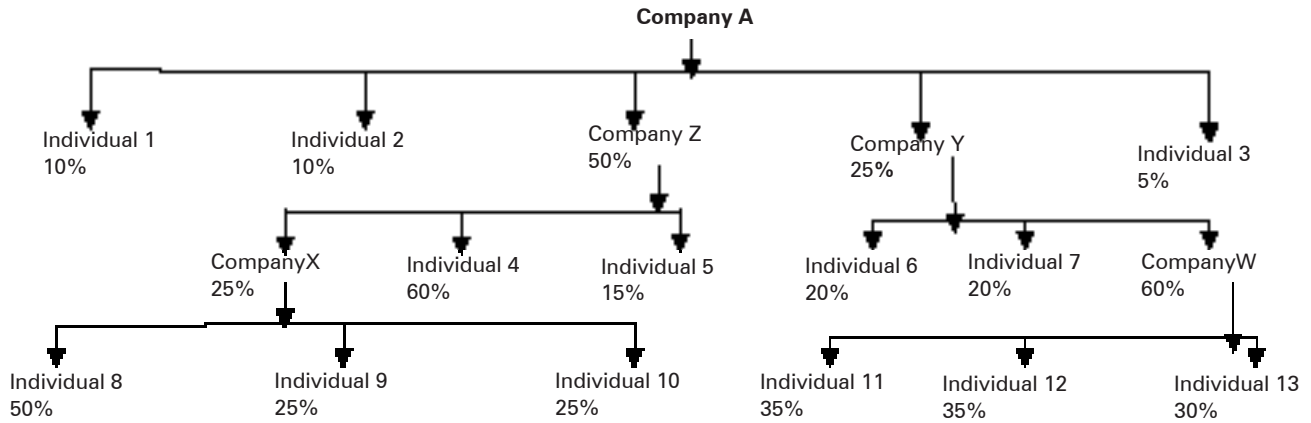 Company A
Individual 1
10%
Individual 2
10%
Company Z
50%
Company Y
25%
Individual 3
5%
CompanyX
25%
Individual 4
60%
Individual 5
15%
Individual 6
20%
Individual 7
20%
CompanyW
60%
Individual 8
50%
Individual 9
25%
Individual 10
25%
Individual 11
35%
Individual 12
35%
Individual 13
30%